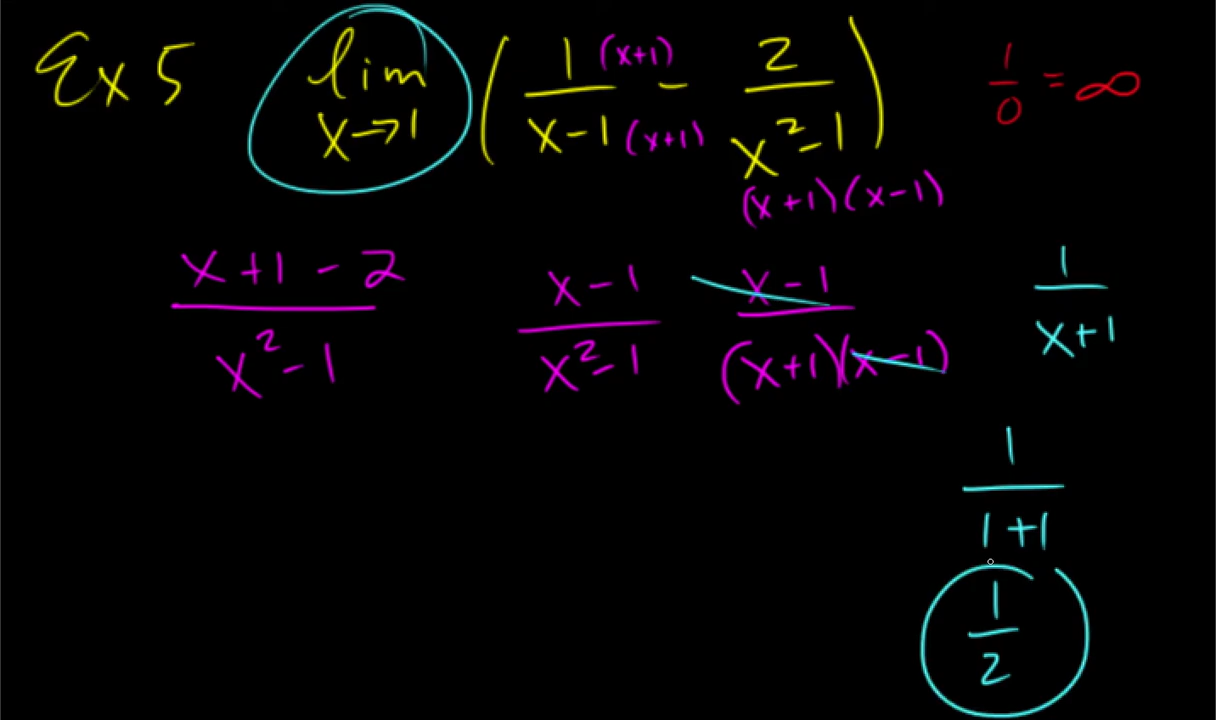 Ex 5 lim x→1 ( 1 (x+1) / x-1 (x+1) - 2 / x²-1 ) 1/0 = ∞
(x+1)(x-1)
x+1-2 / x²-1 x-1 / x²-1 x-1 / (x+1)(x-1) 1 / x+1
1 / 1+1
1 / 2